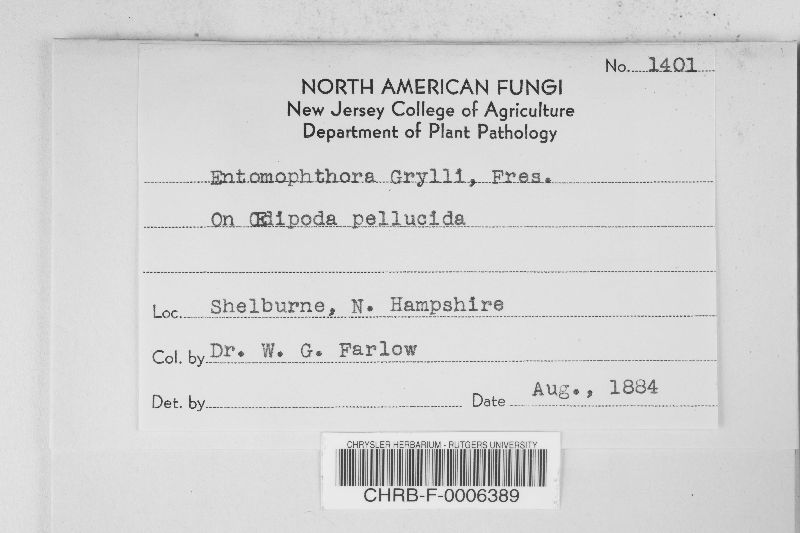 No. 1401
NORTH AMERICAN FUNGI
New Jersey College of Agriculture
Department of Plant Pathology
Entomophthora Grylli, Fres.
On Œdipoda pellucida
Loc. Shelburne, N. Hampshire
Col. by Dr. W. G. Farlow
Det. by
Date Aug., 1884
CHRYSLER HERBARIUM - RUTGERS UNIVERSITY
CHRB-F-0006389